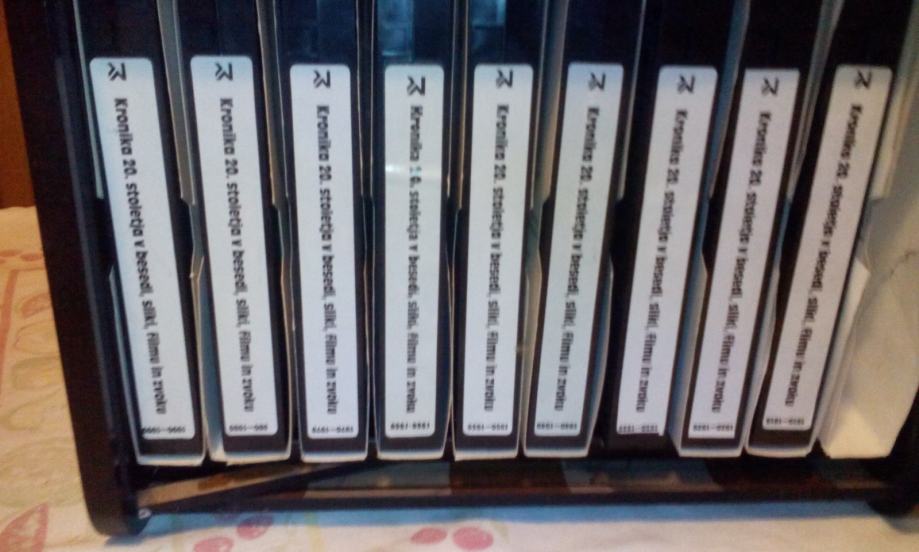 Kronika 20. stoletja v besedi, sliki, filmu in zvoku
Kronika 20. stoletja v besedi, sliki, filmu in zvoku
Kronika 20. stoletja v besedi, sliki, filmu in zvoku
Kronika stoletja v besedi, sliki, filmu in zvoku
Kronika 20. stoletja v besedi, sliki, filmu in zvoku
Kronika 20. stoletja v besedi, sliki, filmu in zvoku
Kronika 20. stoletja v besedi, sliki, filmu in zvoku
Kronika 20. stoletja v besedi, sliki, filmu in zvoku
Kronika 20. stoletja v besedi, sliki, filmu in zvoku